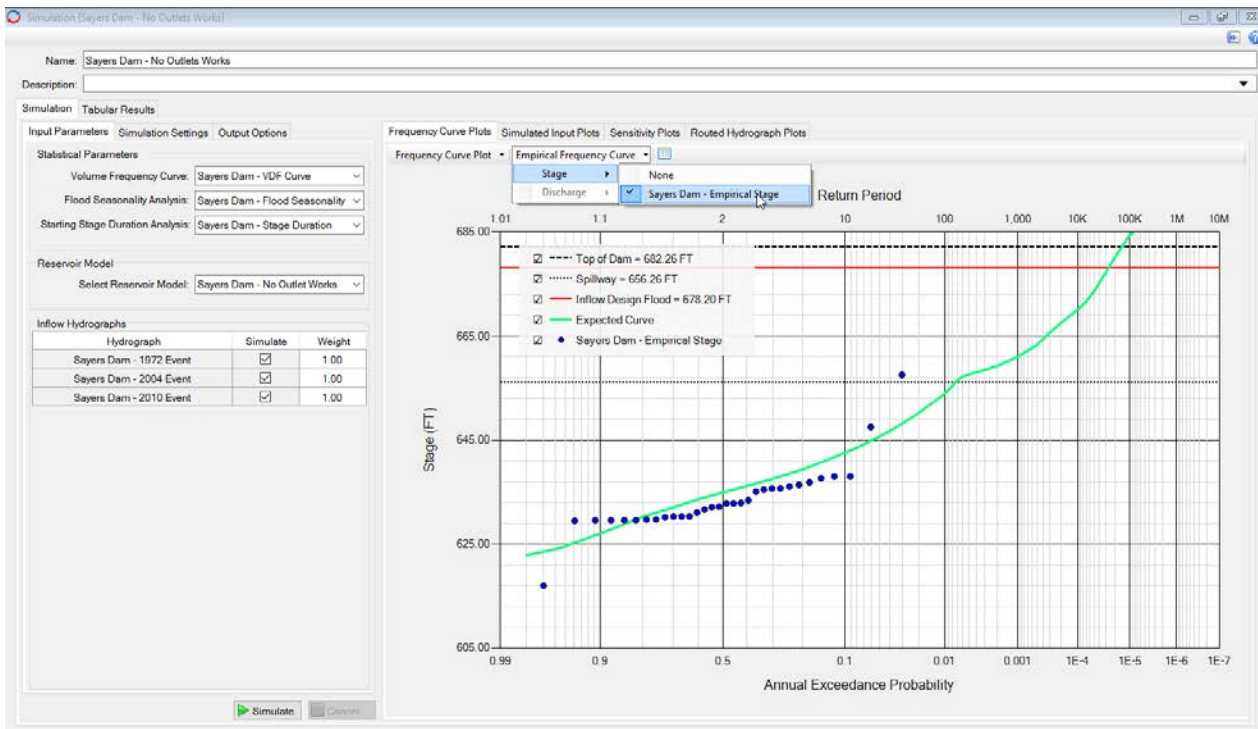 Simulation [Sayers Dam - No Outlets Works]
Name: Sayers Dam - No Outlets Works
Description:
Simulation Tabular Results
Input Parameters Simulation Settings Output Options
Statistical Parameters
Volume Frequency Curve: Sayers Dam - VDF Curve
Flood Seasonality Analysis: Sayers Dam - Flood Seasonality
Starting Stage Duration Analysis: Sayers Dam - Stage Duration
Reservoir Model
Select Reservoir Model: Sayers Dam - No Outlet Works
Inflow Hydrographs
Hydrograph Simulate Weight
Sayers Dam - 1972 Event 1.00
Sayers Dam - 2004 Event 1.00
Sayers Dam - 2010 Event 1.00
Simulate Cancel
Frequency Curve Plots Simulated Input Plots Sensitivity Plots Routed Hydrograph Plots
Frequency Curve Plot Empirical Frequency Curve
Stage None
Discharge Sayers Dam - Empirical Stage
Return Period
1.01 1.1 2 10 100 1,000 10K 100K 1M 10M
685.00
Top of Dam = 682.26 FT
Spillway = 656.26 FT
Inflow Design Flood = 678.20 FT
Expected Curve
Sayers Dam - Empirical Stage
665.00
645.00
625.00
605.00
Stage (FT)
0.99 0.9 0.5 0.1 0.01 0.001 1E-4 1E-5 1E-6 1E-7
Annual Exceedance Probability